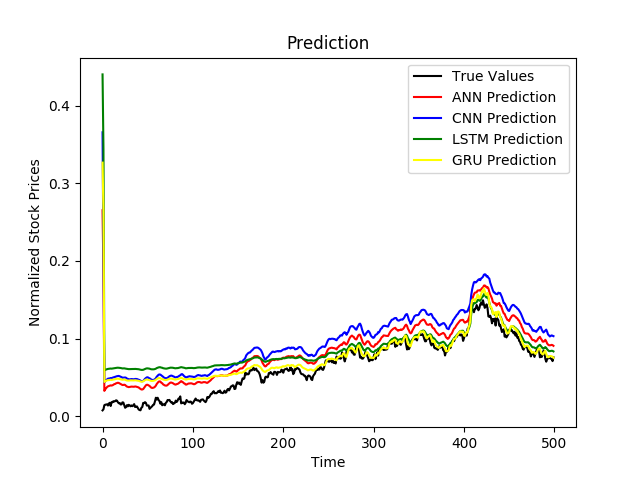 Prediction
True Values
ANN Prediction
CNN Prediction
LSTM Prediction
GRU Prediction
Normalized Stock Prices
0.4
0.3
0.2
0.1
0.0
0 100 200 300 400 500
Time